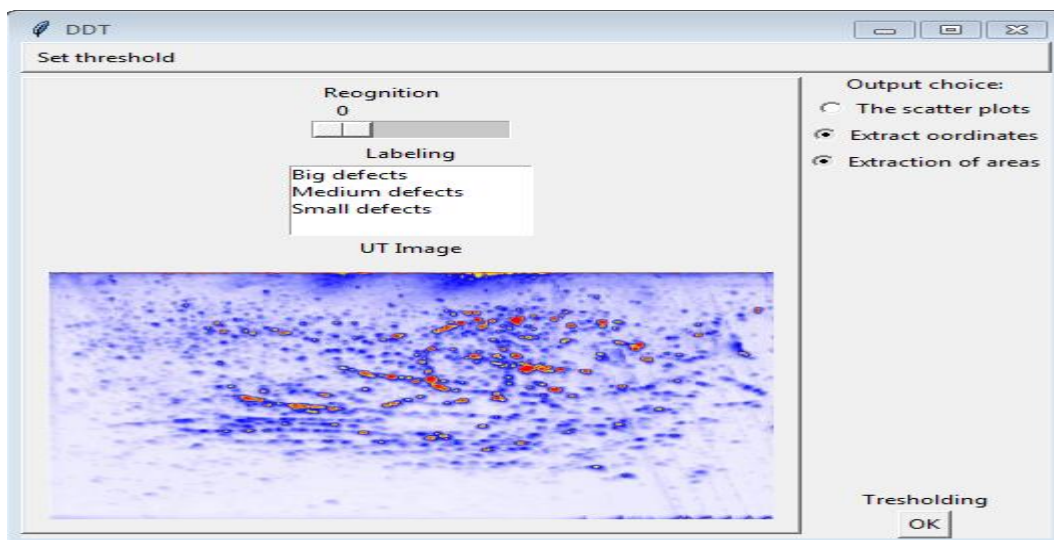 DDT
Set threshold
Reognition
0
Labeling
Big defects
Medium defects
Small defects
UT Image
Output choice:
The scatter plots
Extract oordinates
Extraction of areas
Tresholding
OK